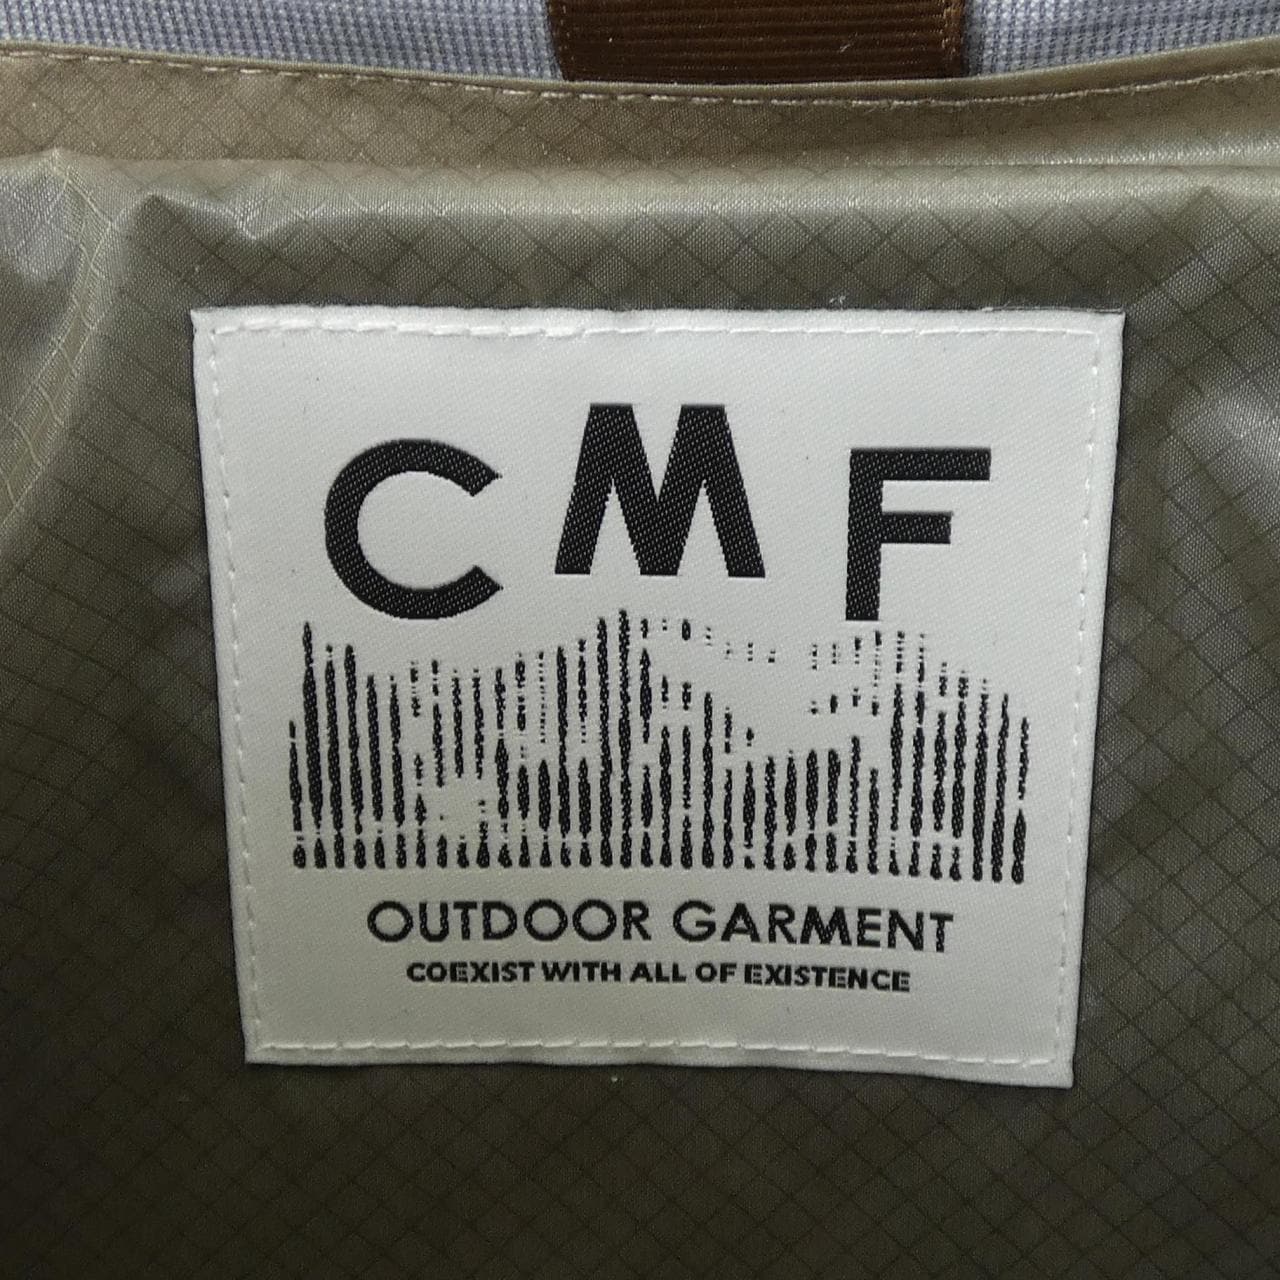 CMF
OUTDOOR GARMENT
COEXIST WITH ALL OF EXISTENCE